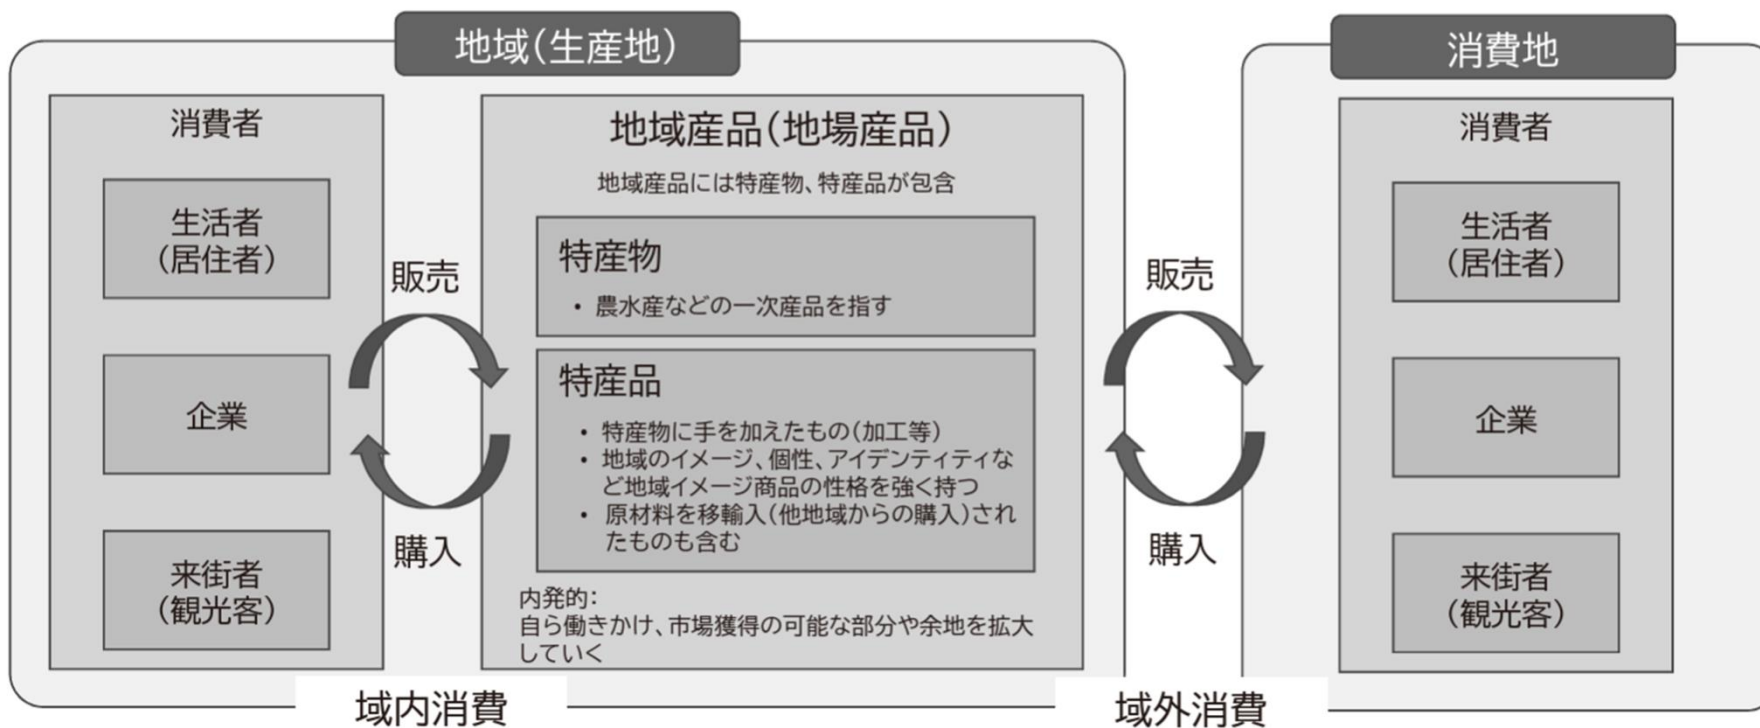 地域(生産地)
消費者
生活者
(居住者)
企業
来街者
(観光客)
販売
購入
域内消費
地域産品(地場産品)
地域産品には特産物、特産品が包含
特産物
・ 農水産などの一次産品を指す
特産品
・ 特産物に手を加えたもの(加工等)
・ 地域のイメージ、個性、アイデンティティな
ど地域イメージ商品の性格を強く持つ
・ 原材料を移輸入(他地域からの購入)され
たものも含む
内発的:
自ら働きかけ、市場獲得の可能な部分や余地を拡大
していく
販売
購入
域外消費
消費地
消費者
生活者
(居住者)
企業
来街者
(観光客)